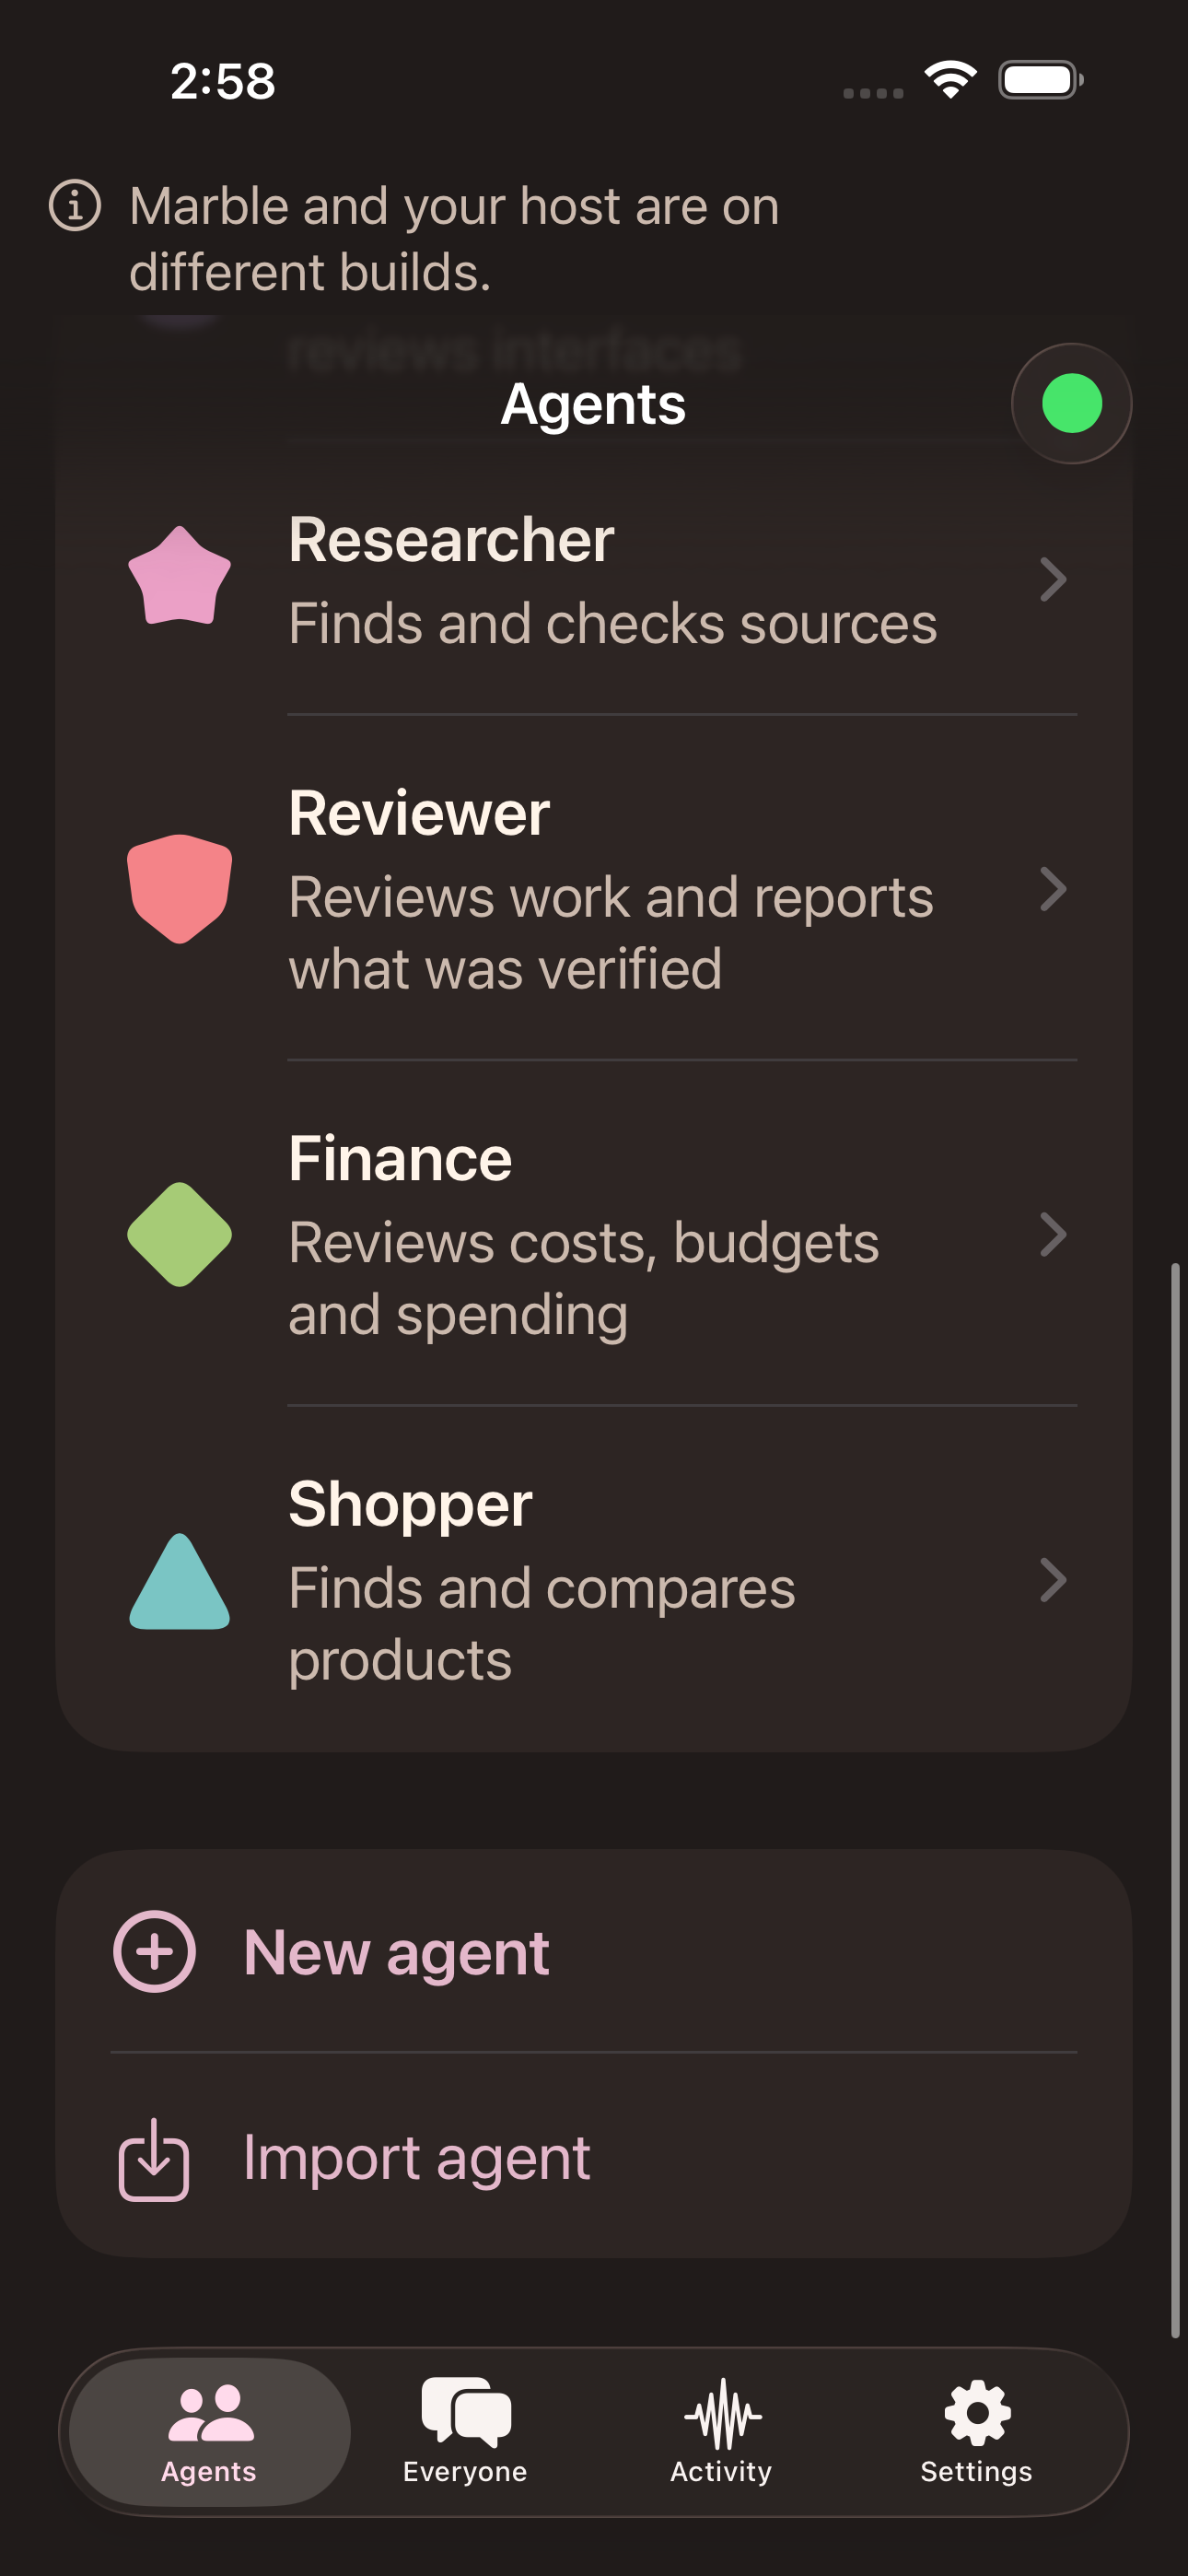 2:58
Marble and your host are on
different builds.
reviews interfaces
Agents
Researcher
Finds and checks sources
Reviewer
Reviews work and reports
what was verified
Finance
Reviews costs, budgets
and spending
Shopper
Finds and compares
products
New agent
Import agent
Agents
Everyone
Activity
Settings